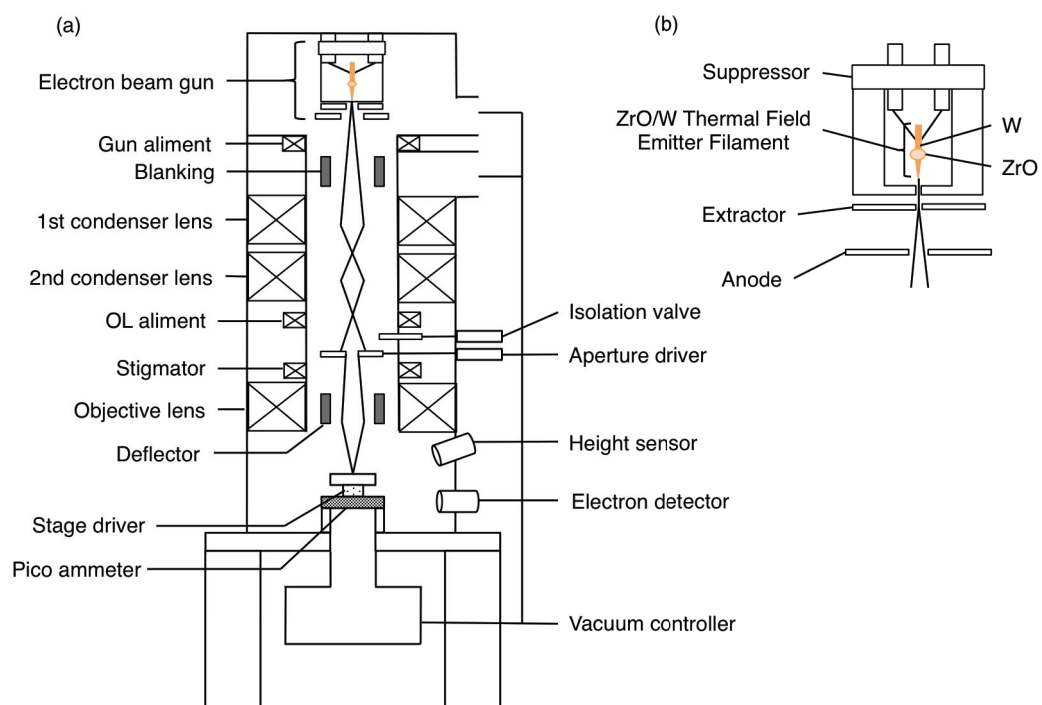 (a)
Electron beam gun
Gun aliment
Blanking
1st condenser lens
2nd condenser lens
OL aliment
Stigmator
Objective lens
Deflector
Stage driver
Pico ammeter
Isolation valve
Aperture driver
Height sensor
Electron detector
Vacuum controller
(b)
Suppressor
ZrO/W Thermal Field
Emitter Filament
W
ZrO
Extractor
Anode